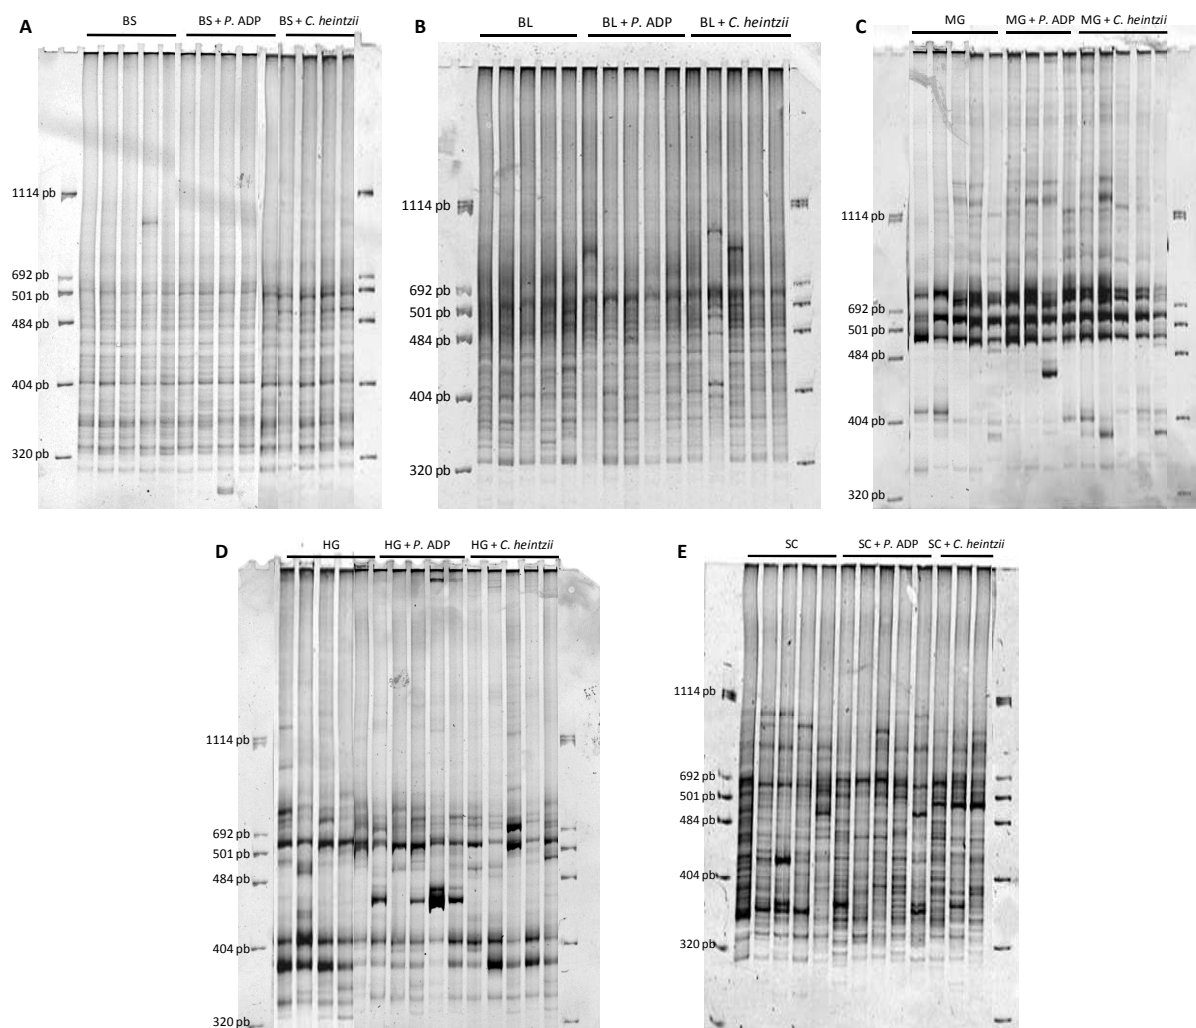 A
BS
BS + P. ADP
BS + C. heintzii
1114 pb
692 pb
501 pb
484 pb
404 pb
320 pb
B
BL
BL + P. ADP
BL + C. heintzii
1114 pb
692 pb
501 pb
484 pb
404 pb
320 pb
C
MG
MG + P. ADP
MG + C. heintzii
1114 pb
692 pb
501 pb
484 pb
404 pb
320 pb
D
HG
HG + P. ADP
HG + C. heintzii
1114 pb
692 pb
501 pb
484 pb
404 pb
320 pb
E
SC
SC + P. ADP
SC + C. heintzii
1114 pb
692 pb
501 pb
484 pb
404 pb
320 pb